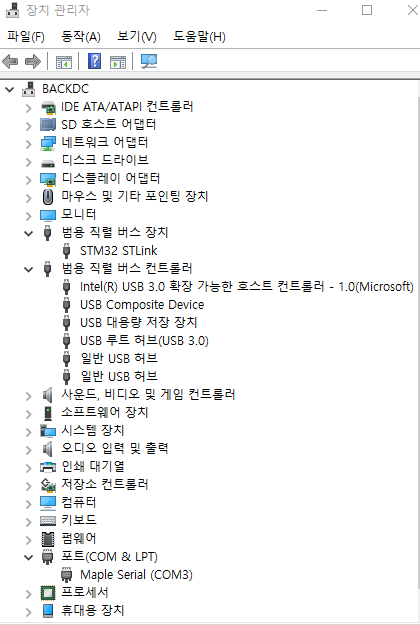 장치 관리자
파일(F) 동작(A) 보기(V) 도움말(H)
BACKDC
IDE ATA/ATAPI 컨트롤러
SD 호스트 어댑터
네트워크 어댑터
디스크 드라이브
디스플레이 어댑터
마우스 및 기타 포인팅 장치
모니터
범용 직렬 버스 장치
STM32 STLink
범용 직렬 버스 컨트롤러
Intel(R) USB 3.0 확장 가능한 호스트 컨트롤러 - 1.0(Microsoft)
USB Composite Device
USB 대용량 저장 장치
USB 루트 허브(USB 3.0)
일반 USB 허브
일반 USB 허브
사운드, 비디오 및 게임 컨트롤러
소프트웨어 장치
시스템 장치
오디오 입력 및 출력
인쇄 대기열
저장소 컨트롤러
컴퓨터
키보드
펌웨어
포트(COM & LPT)
Maple Serial (COM3)
프로세서
휴대용 장치